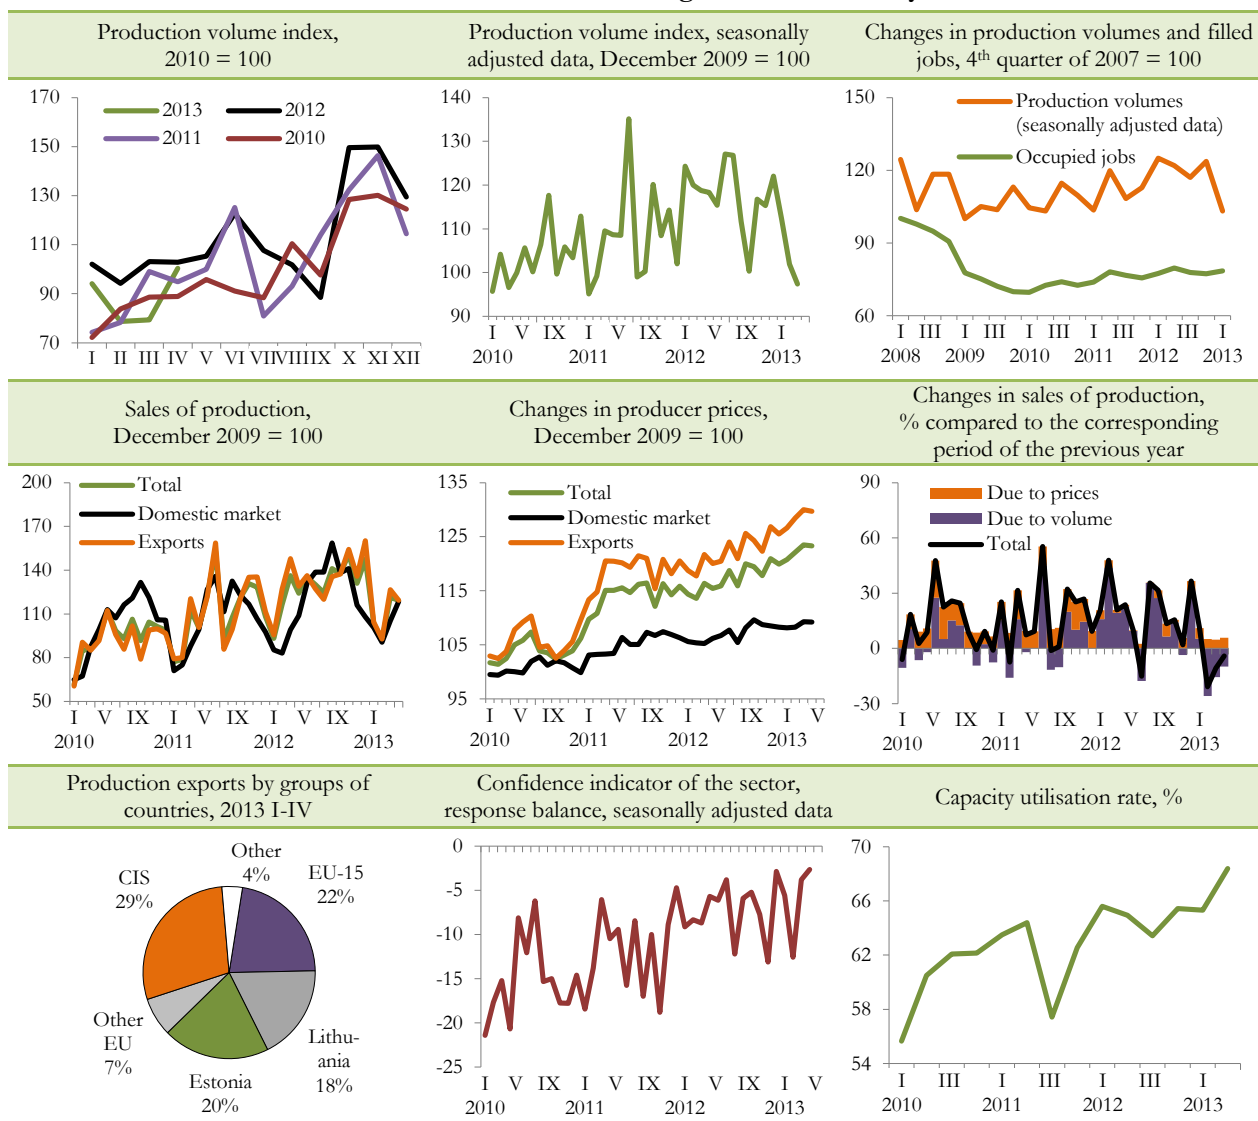 Production volume index,
2010 = 100
Production volume index, seasonally
adjusted data, December 2009 = 100
Changes in production volumes and filled
jobs, 4th quarter of 2007 = 100
170
150
130
110
90
70
2013
2012
2011
2010
I II III IV V VI VII VIII IX X XI XII
140
130
120
110
100
90
I V IX I V IX I V IX I
2010 2011 2012 2013
150
120
90
60
Production volumes
(seasonally adjusted data)
Occupied jobs
I III I III I III I III I III I
2008 2009 2010 2011 2012 2013
Sales of production,
December 2009 = 100
Changes in producer prices,
December 2009 = 100
Changes in sales of production,
% compared to the corresponding
period of the previous year
200
170
140
110
80
50
Total
Domestic market
Exports
I V IX I V IX I V IX I
2010 2011 2012 2013
135
125
115
105
95
Total
Domestic market
Exports
I V IX I V IX I V IX I V
2010 2011 2012 2013
90
60
30
0
-30
Due to prices
Due to volume
Total
I V IX I V IX I V IX I
2010 2011 2012 2013
Production exports by groups of
countries, 2013 I-IV
Confidence indicator of the sector,
response balance, seasonally adjusted data
Capacity utilisation rate, %
Other
4%
EU-15
22%
CIS
29%
Other
EU
7%
Lithu-
ania
18%
Estonia
20%
0
-5
-10
-15
-20
-25
I V IX I V IX I V IX I V
2010 2011 2012 2013
70
66
62
58
54
I III I III I III I
2010 2011 2012 2013